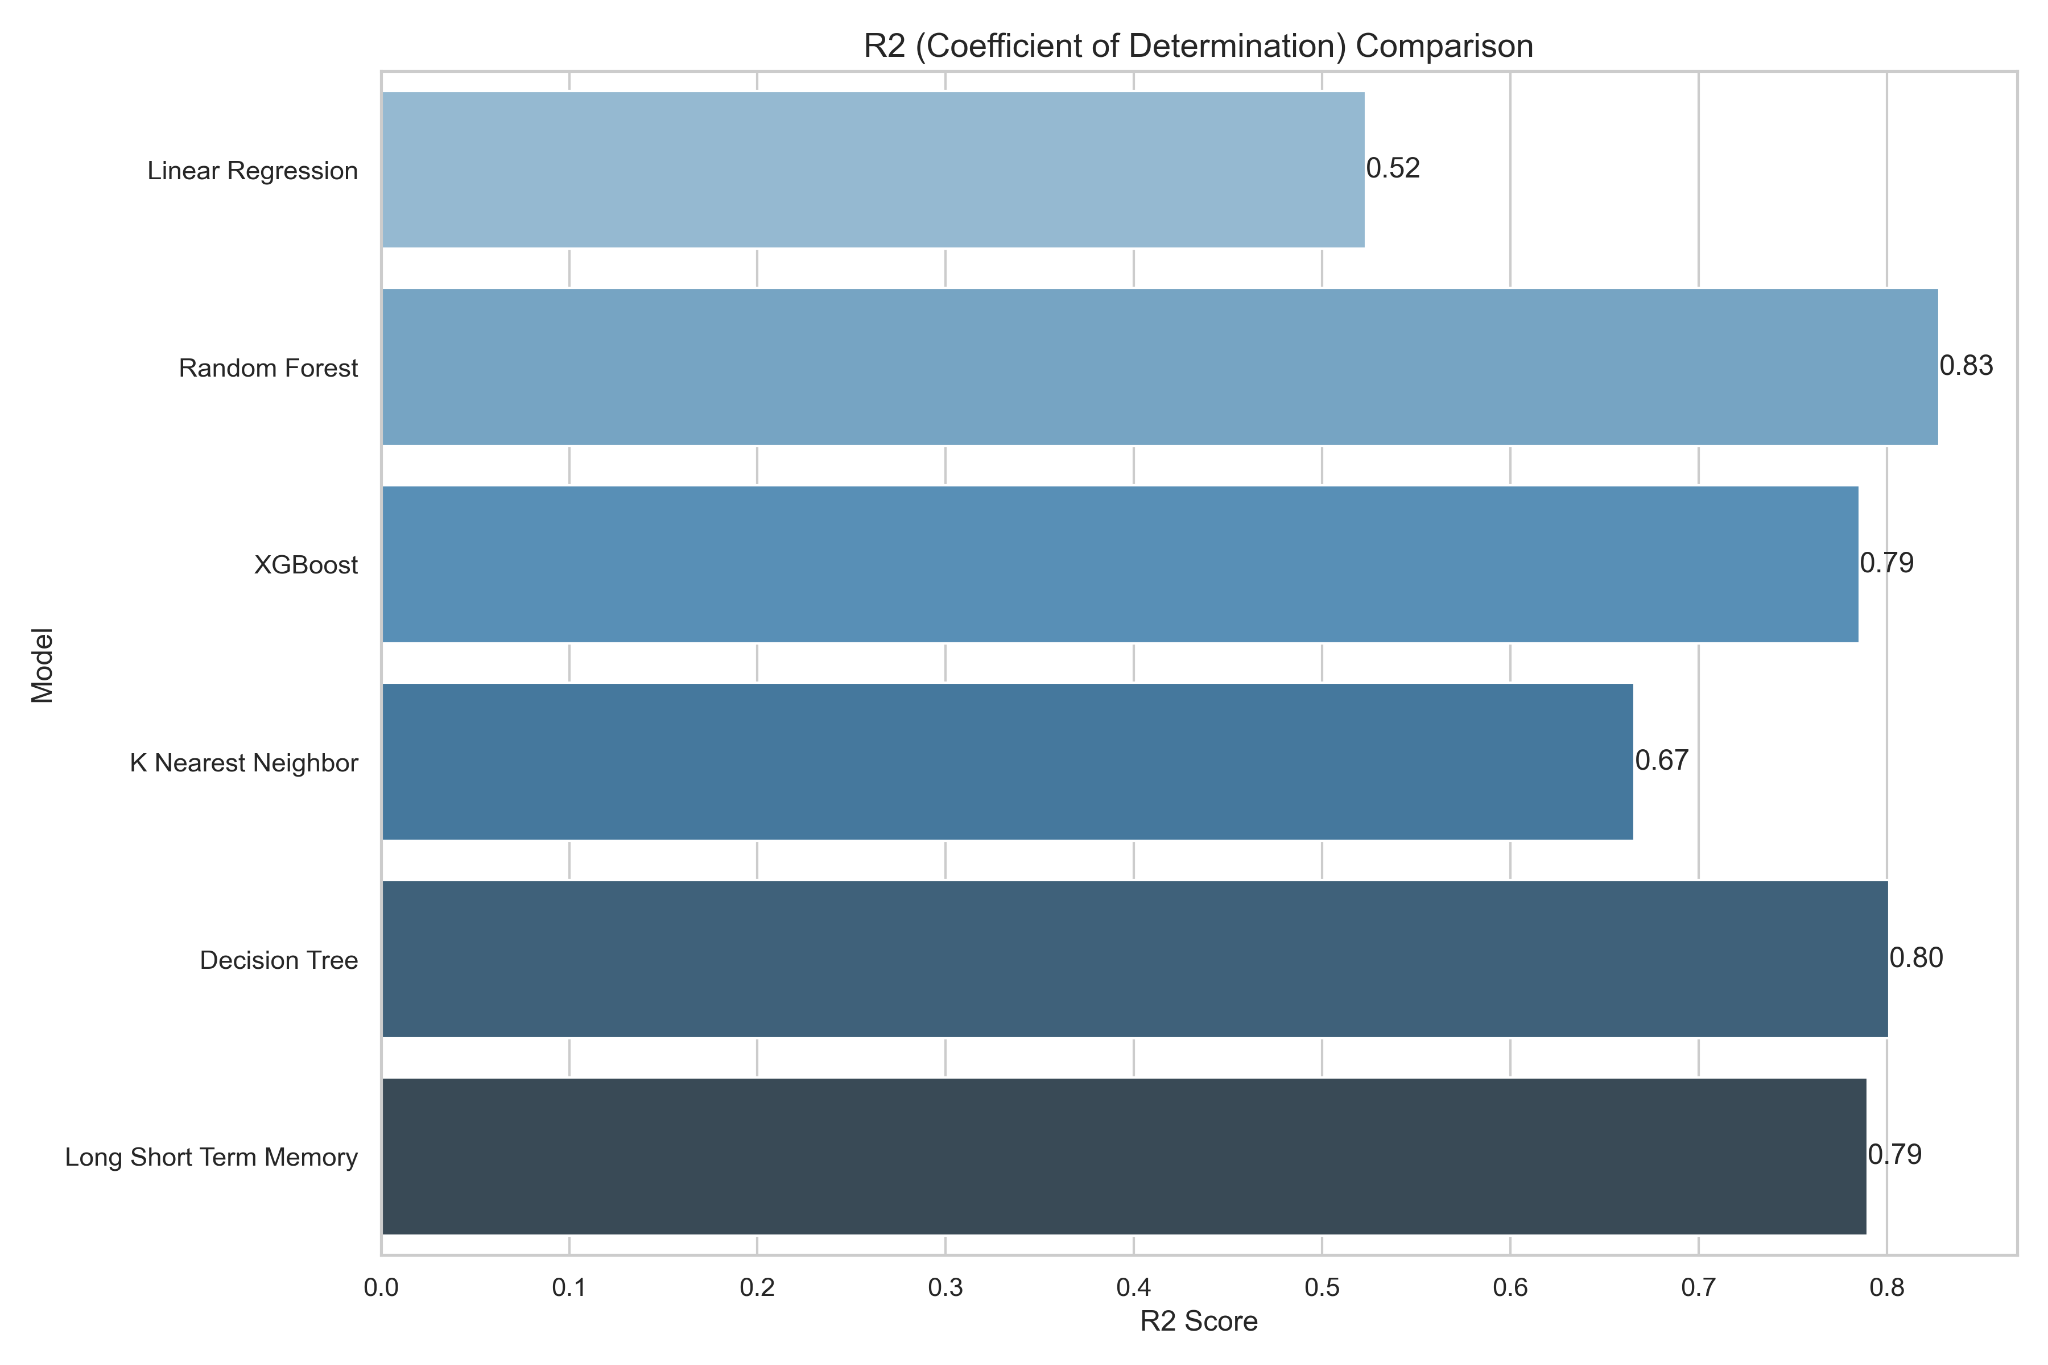 R2 (Coefficient of Determination) Comparison
Linear Regression
0.52
Random Forest
0.83
XGBoost
0.79
Model
K Nearest Neighbor
0.67
Decision Tree
0.80
Long Short Term Memory
0.79
0.0 0.1 0.2 0.3 0.4 0.5 0.6 0.7 0.8
R2 Score